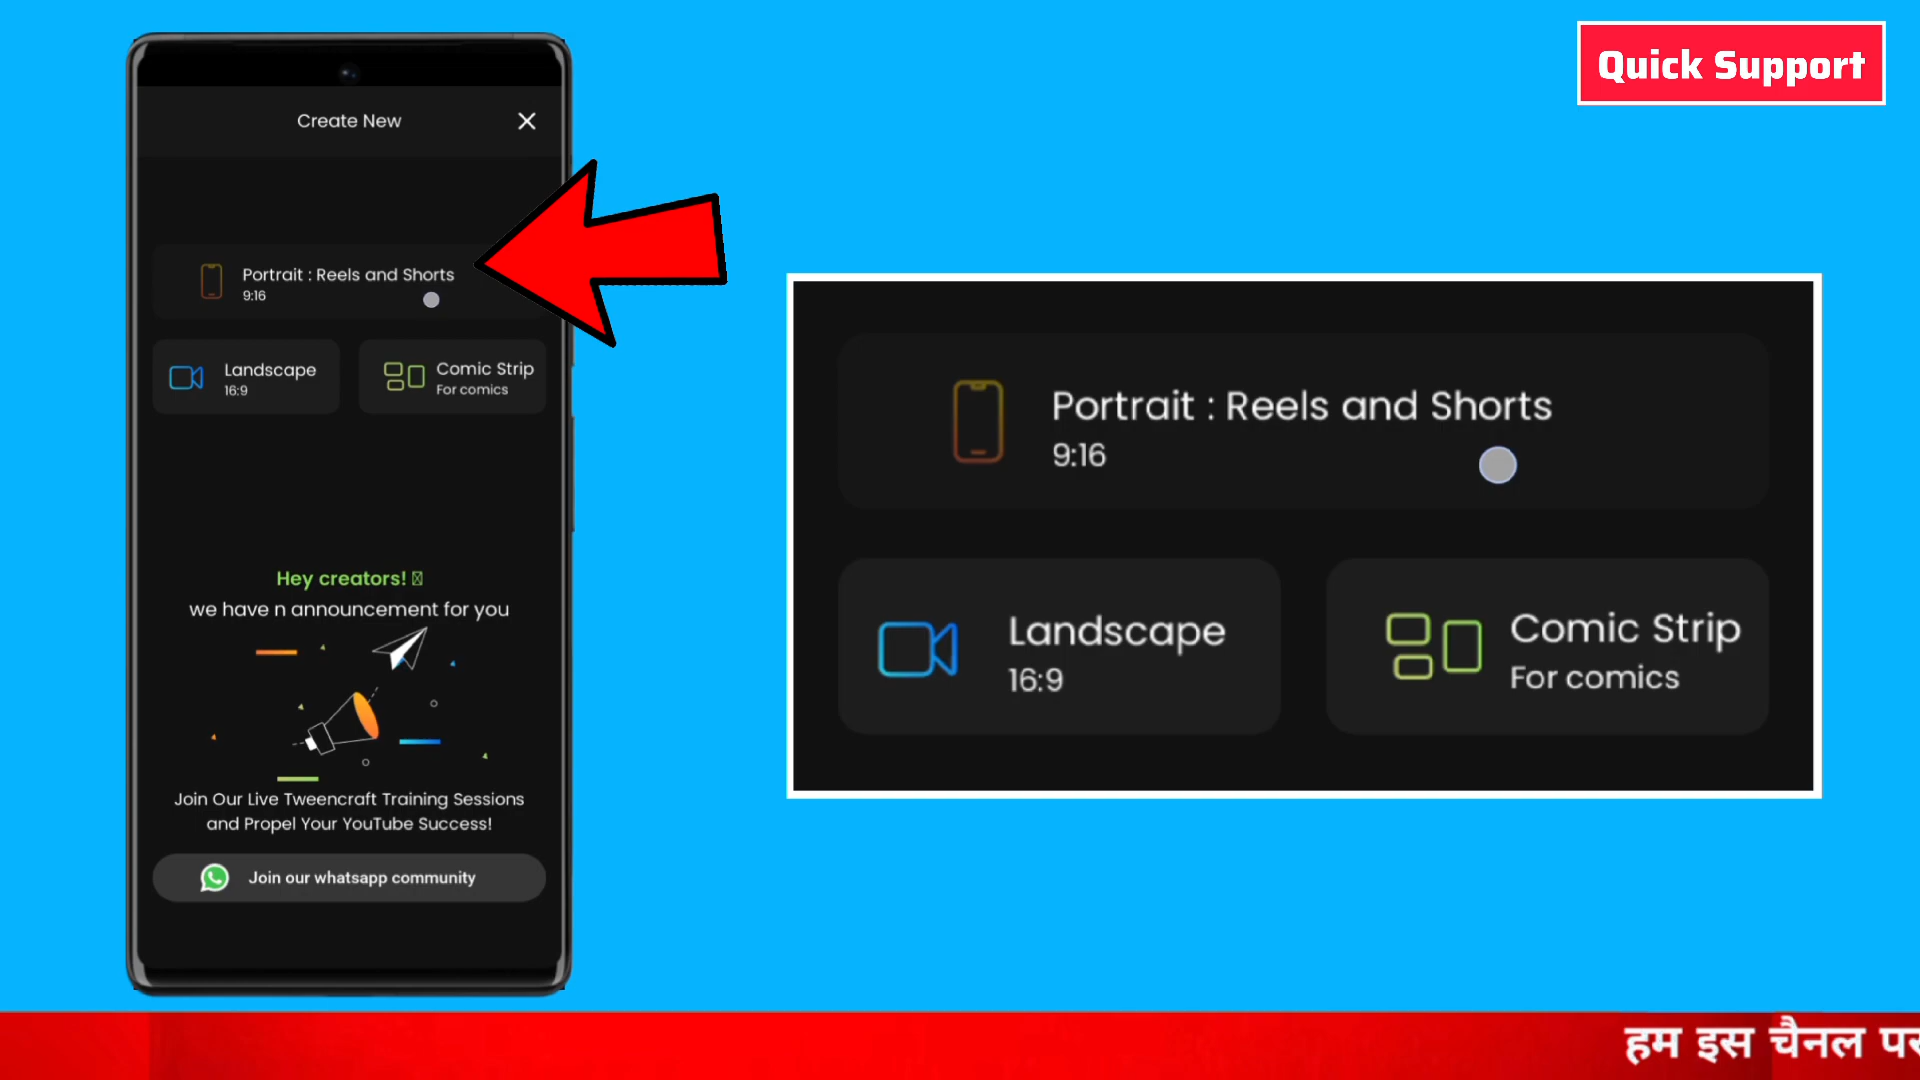 Quick Support
Create New
Portrait : Reels and Shorts
9:16
Landscape
16:9
Comic Strip
For comics
Hey creators!
we have n announcement for you
Join Our Live Tweencraft Training Sessions
and Propel Your YouTube Success!
Join our whatsapp community
Portrait : Reels and Shorts
9:16
Landscape
16:9
Comic Strip
For comics
हम इस चैनल पर